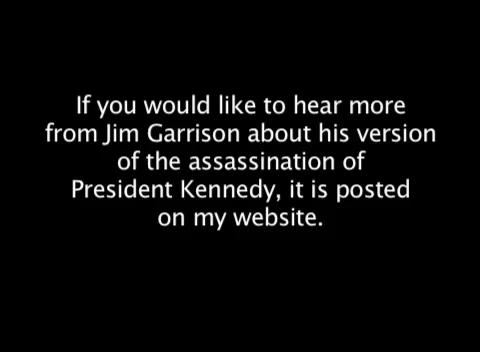 If you would like to hear more
from Jim Garrison about his version
of the assassination of
President Kennedy, it is posted
on my website.